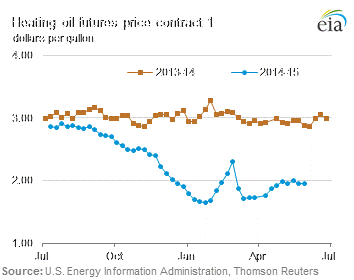 Heating oil futures price contract 1
dollars per gallon
eia
4.00
2013-14
2014-15
3.00
2.00
1.00
Jul
Oct
Jan
Apr
Jul
Source: U.S. Energy Information Administration, Thomson Reuters